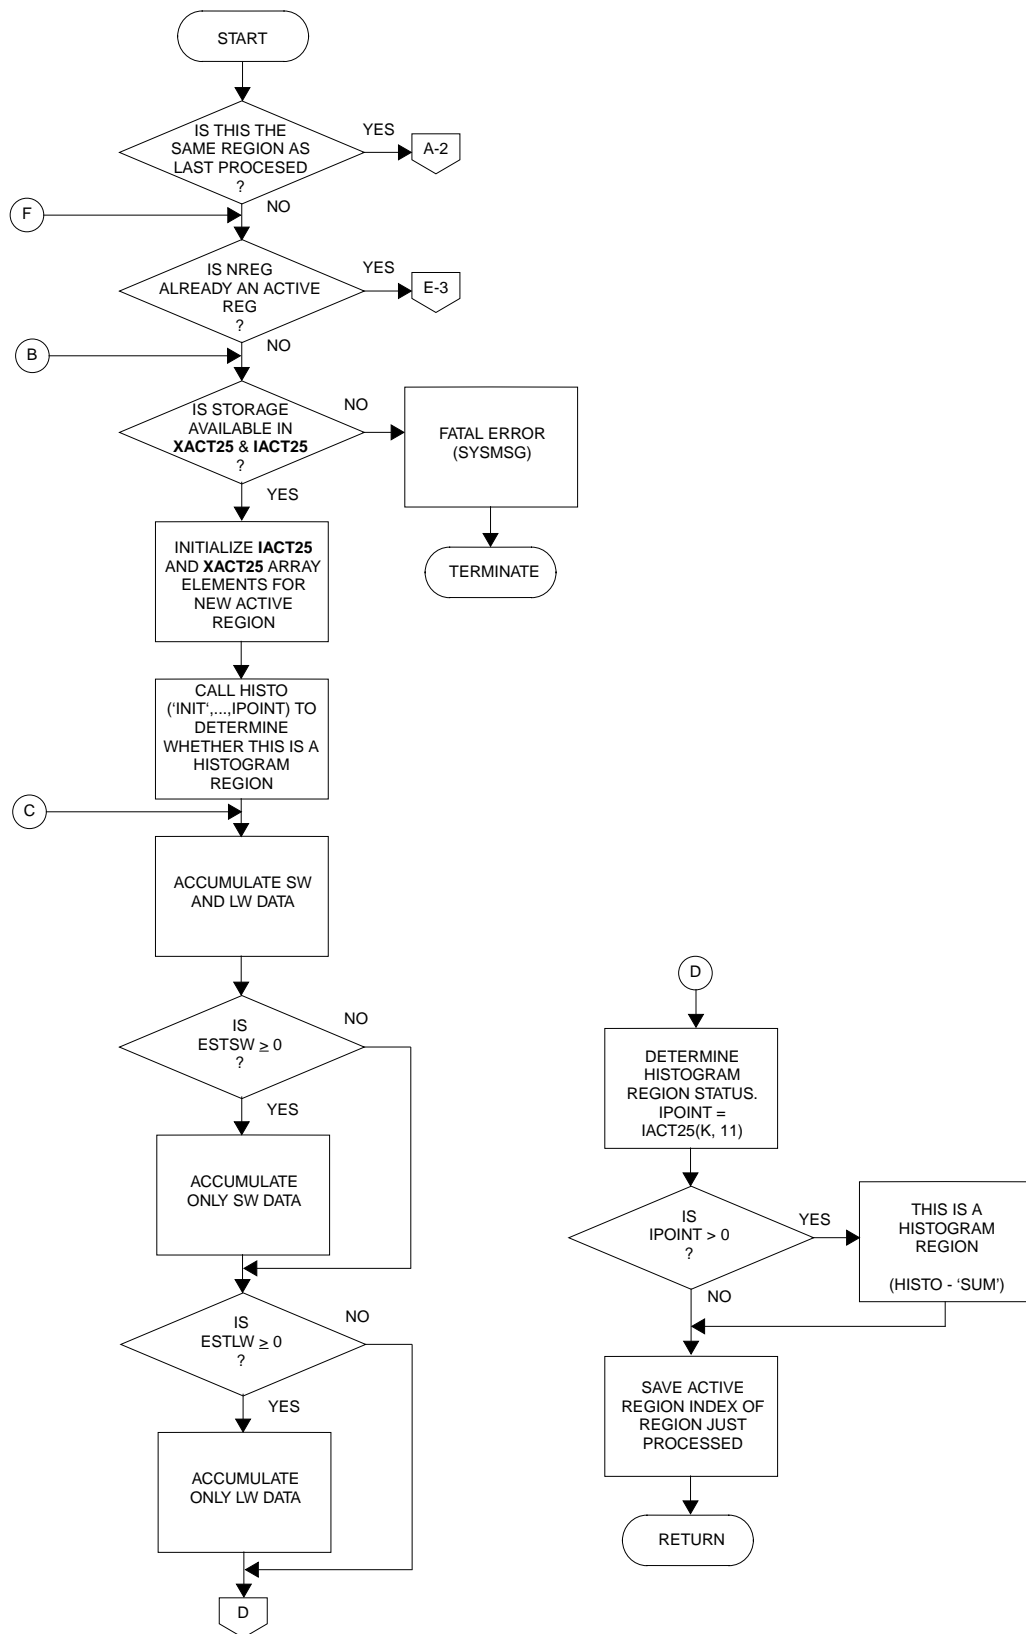 START
IS THIS THE
SAME REGION AS
LAST PROCESED
?
YES
A-2
NO
F
IS NREG
ALREADY AN ACTIVE
REG
?
YES
E-3
NO
B
IS STORAGE
AVAILABLE IN
XACT25 & IACT25
?
NO
FATAL ERROR
(SYSMSG)
TERMINATE
YES
INITIALIZE IACT25
AND XACT25 ARRAY
ELEMENTS FOR
NEW ACTIVE
REGION
CALL HISTO
(‘INIT‘,...,IPOINT) TO
DETERMINE
WHETHER THIS IS A
HISTOGRAM
REGION
C
ACCUMULATE SW
AND LW DATA
IS
ESTSW ≥ 0
?
NO
YES
ACCUMULATE
ONLY SW DATA
IS
ESTLW ≥ 0
?
NO
YES
ACCUMULATE
ONLY LW DATA
D
D
DETERMINE
HISTOGRAM
REGION STATUS.
IPOINT =
IACT25(K, 11)
IS
IPOINT > 0
?
YES
THIS IS A
HISTOGRAM
REGION
(HISTO - ‘SUM’)
NO
SAVE ACTIVE
REGION INDEX OF
REGION JUST
PROCESSED
RETURN